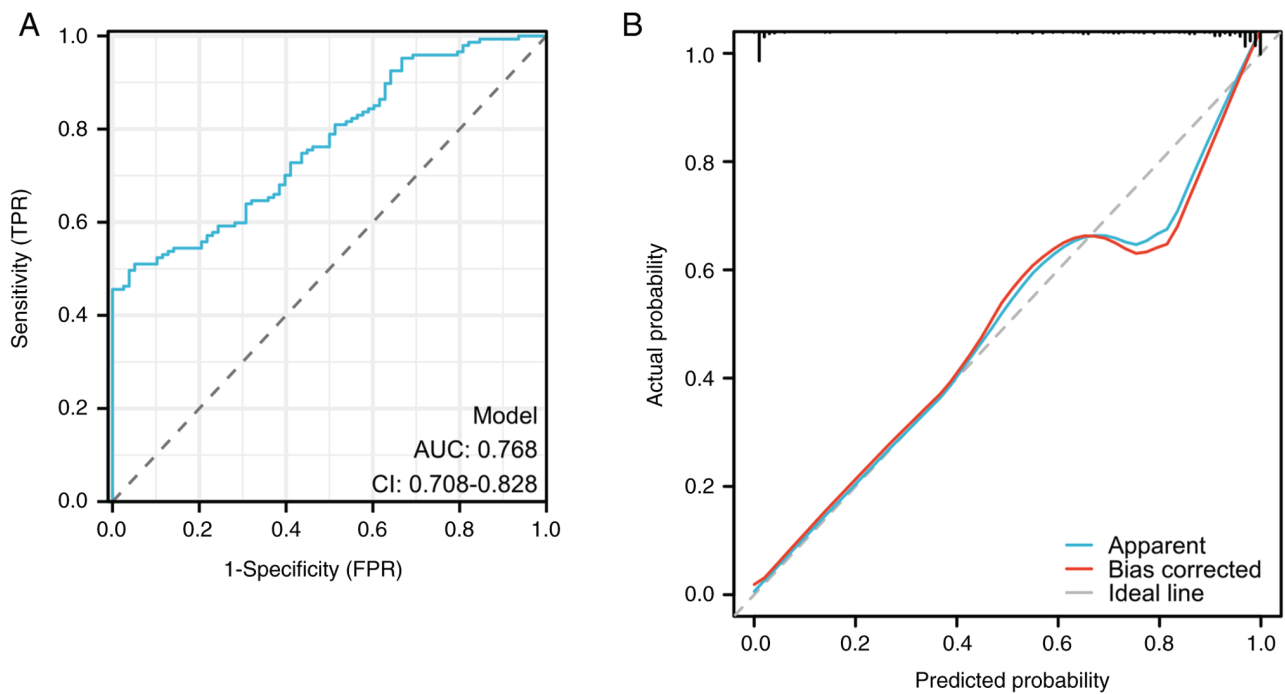 A
1.0
0.8
0.6
0.4
0.2
0.0
Sensitivity (TPR)
Model
AUC: 0.768
CI: 0.708-0.828
0.0 0.2 0.4 0.6 0.8 1.0
1-Specificity (FPR)
B
1.0
0.8
0.6
0.4
0.2
0.0
Actual probability
Apparent
Bias corrected
Ideal line
0.0 0.2 0.4 0.6 0.8 1.0
Predicted probability